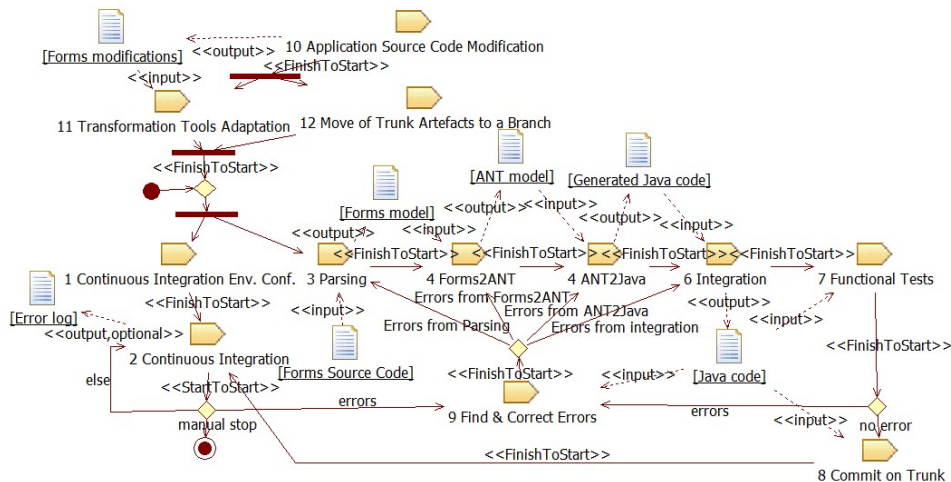 <<output>>
10 Application Source Code Modification
[Forms modifications]
<<FinishToStart>>
<<input>>
11 Transformation Tools Adaptation
12 Move of Trunk Artefacts to a Branch
<<FinishToStart>>
[ANT model]
[Generated Java code]
[Forms model]
<<output>>
<<input>>
<<output>>
<<input>>
<<output>>
<<input>>
<<FinishToStart>>
<<FinishToStart>>
<<FinishToStart>>
<<FinishToStart>>
1 Continuous Integration Env. Conf.
3 Parsing
4 Forms2ANT
4 ANT2Java
6 Integration
7 Functional Tests
<<FinishToStart>>
<<input>>
Errors from Forms2ANT
Errors from ANT2Java
<<output>>
[Error log]
Errors from Parsing
Errors from integration
<<input>>
<<output,optional>>
<<FinishToStart>>
2 Continuous Integration
[Forms Source Code]
<<FinishToStart>>
<<input>>
[Java code]
else
<<StartToStart>>
errors
9 Find & Correct Errors
errors
<<input>>
no error
manual stop
<<FinishToStart>>
8 Commit on Trunk